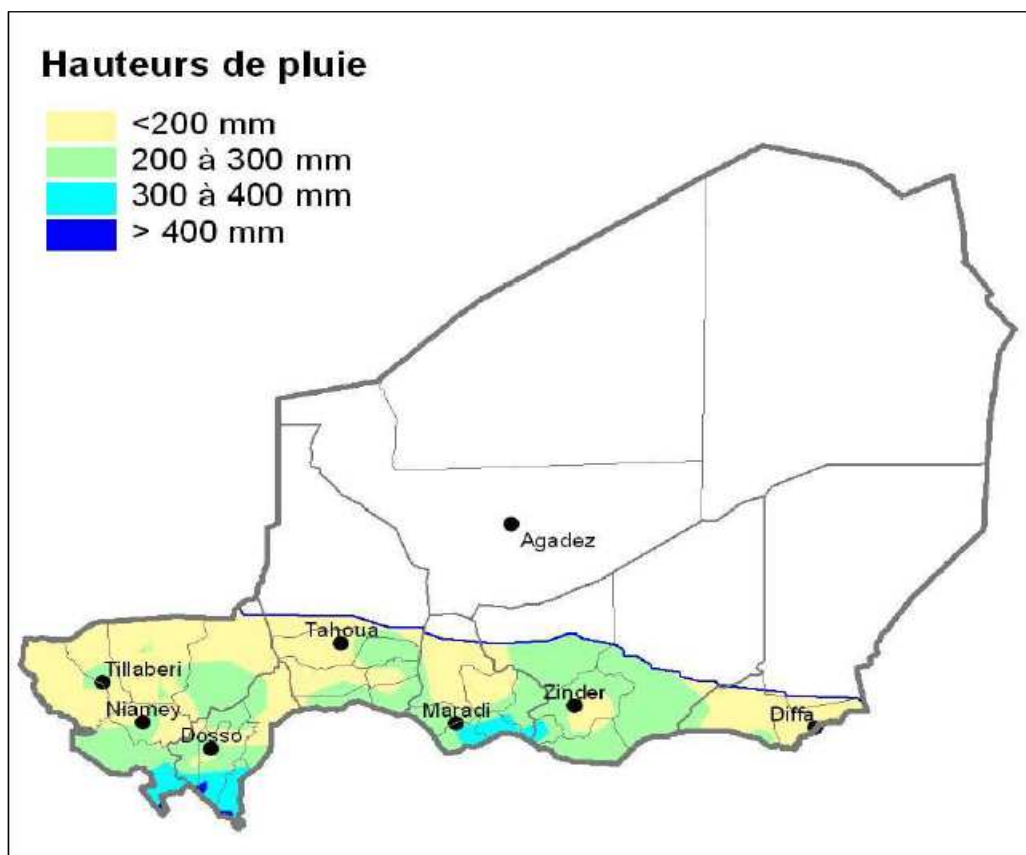 Hauteurs de pluie
<200 mm
200 à 300 mm
300 à 400 mm
> 400 mm
Agadez
Tahoua
Tillaberi
Zinder
Niamey
Maradi
Diffa
Dosso